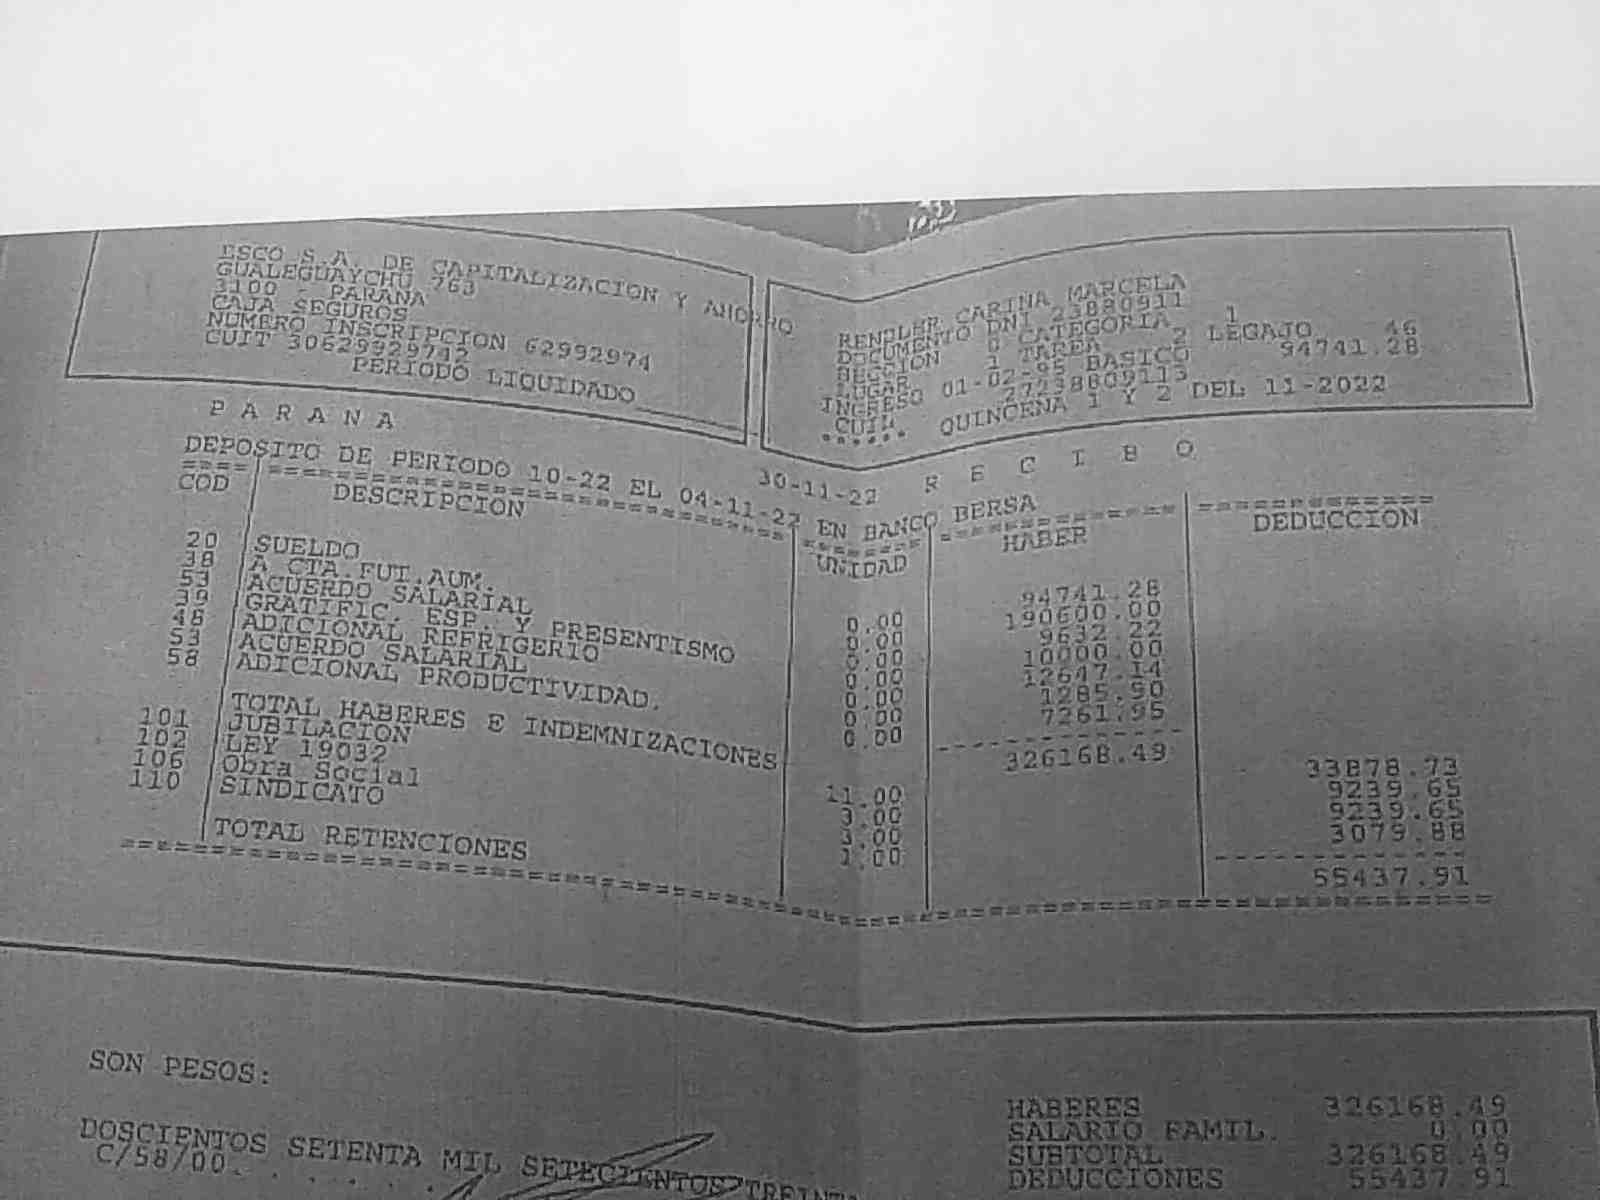 ESCO S.A. DE CAPITALIZACION Y AHORRO
GUALEGUAYCHU 763
3100 - PARANA
CAJA SEGUROS
NUMERO INSCRIPCION 62992974
CUIT 30629929742
PERIODO LIQUIDADO
RENDLER CARINA MARCELA
DOCUMENTO DNI 23880911
SECCION 0 CATEGORIA 1
LUGAR 1 TAREA 2 LEGAJO 46
INGRESO 01-02-95 BASICO 94741.28
CUIL 27238809113
...... QUINCENA 1 Y 2 DEL 11-2022
P A R A N A 30-11-22 R E C I B O
DEPOSITO DE PERIODO 10-22 EL 04-11-22 EN BANCO BERSA
COD DESCRIPCION UNIDAD HABER DEDUCCION
20 SUELDO 0.00 94741.28
38 A CTA.FUT.AUM. 0.00 190600.00
53 ACUERDO SALARIAL 0.00 9632.22
39 GRATIFIC. ESP. Y PRESENTISMO 0.00 10000.00
48 ADICIONAL REFRIGERIO 0.00 12647.14
53 ACUERDO SALARIAL 0.00 1285.90
58 ADICIONAL PRODUCTIVIDAD. 0.00 7261.95
TOTAL HABERES E INDEMNIZACIONES 326168.49
101 JUBILACION 11.00 33878.73
102 LEY 19032 3.00 9239.65
106 Obra Social 3.00 9239.65
110 SINDICATO 1.00 3079.88
TOTAL RETENCIONES 55437.91
SON PESOS:
DOSCIENTOS SETENTA MIL SETECIENTOS TREINTA
C/58/00.
HABERES 326168.49
SALARIO FAMIL. 0.00
SUBTOTAL 326168.49
DEDUCCIONES 55437.91